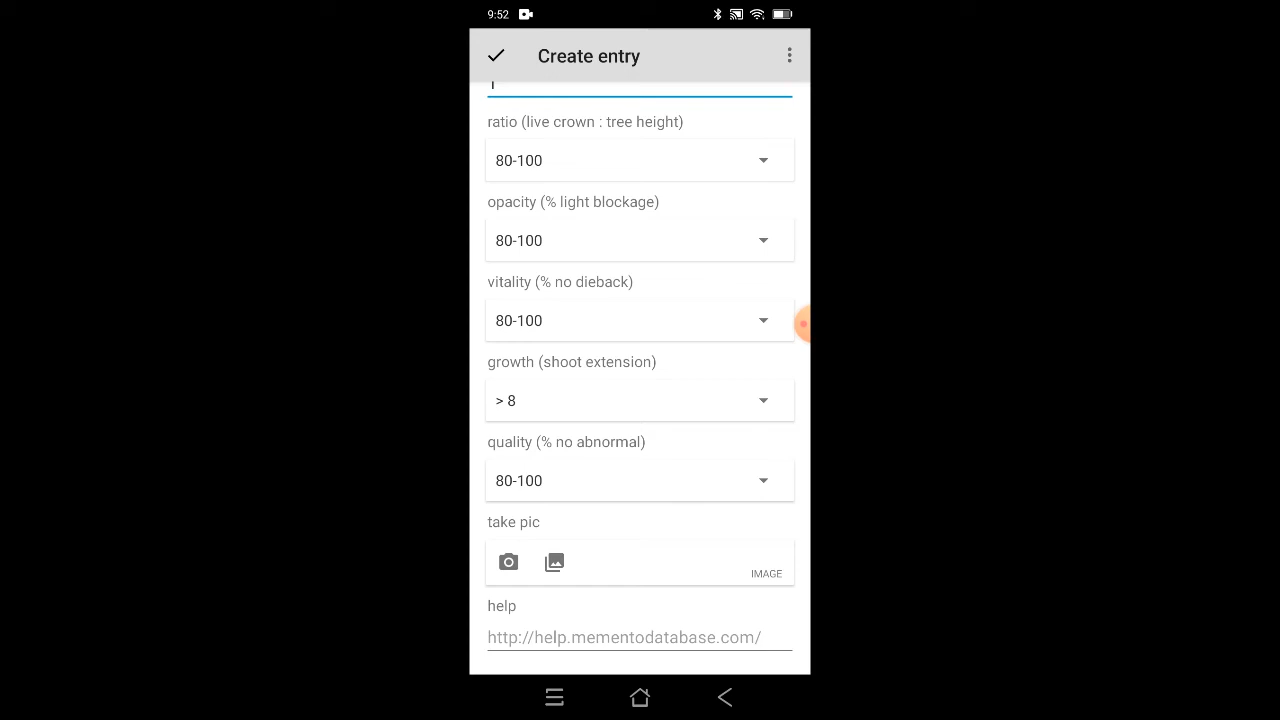 9:52
Create entry
ratio (live crown : tree height)
80-100
opacity (% light blockage)
80-100
vitality (% no dieback)
80-100
growth (shoot extension)
> 8
quality (% no abnormal)
80-100
take pic
IMAGE
help
http://help.mementodatabase.com/